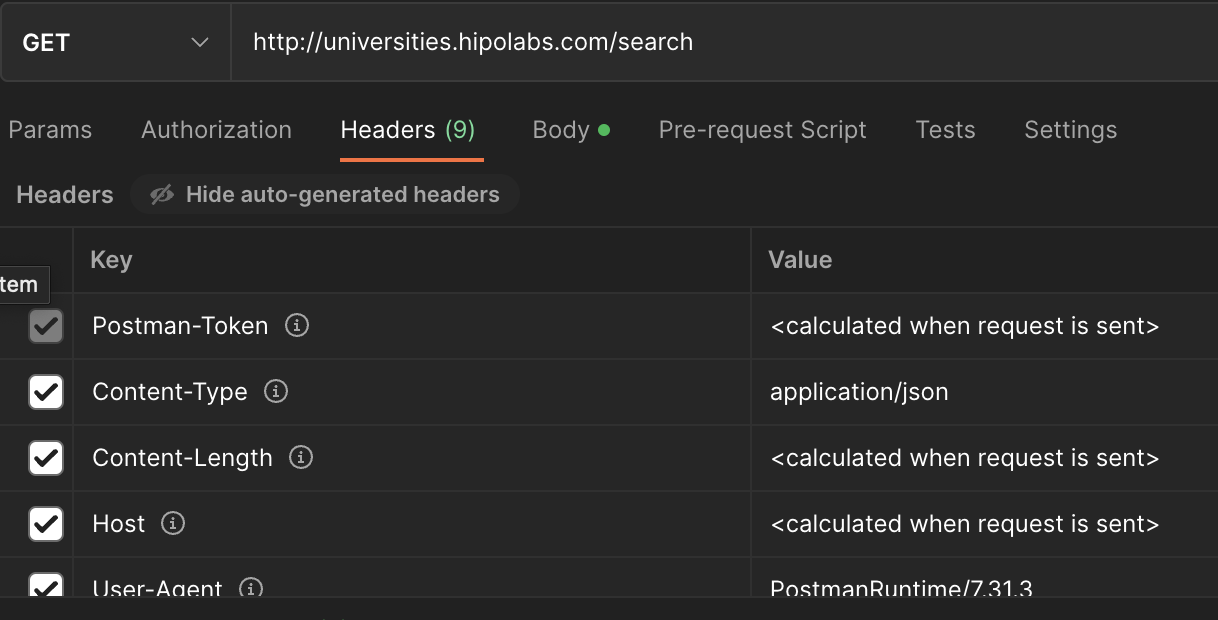 GET http://universities.hipolabs.com/search
Params Authorization Headers (9) Body Pre-request Script Tests Settings
Headers Hide auto-generated headers
Key Value
tem
Postman-Token <calculated when request is sent>
Content-Type application/json
Content-Length <calculated when request is sent>
Host <calculated when request is sent>
User-Agent PostmanRuntime/7.31.3